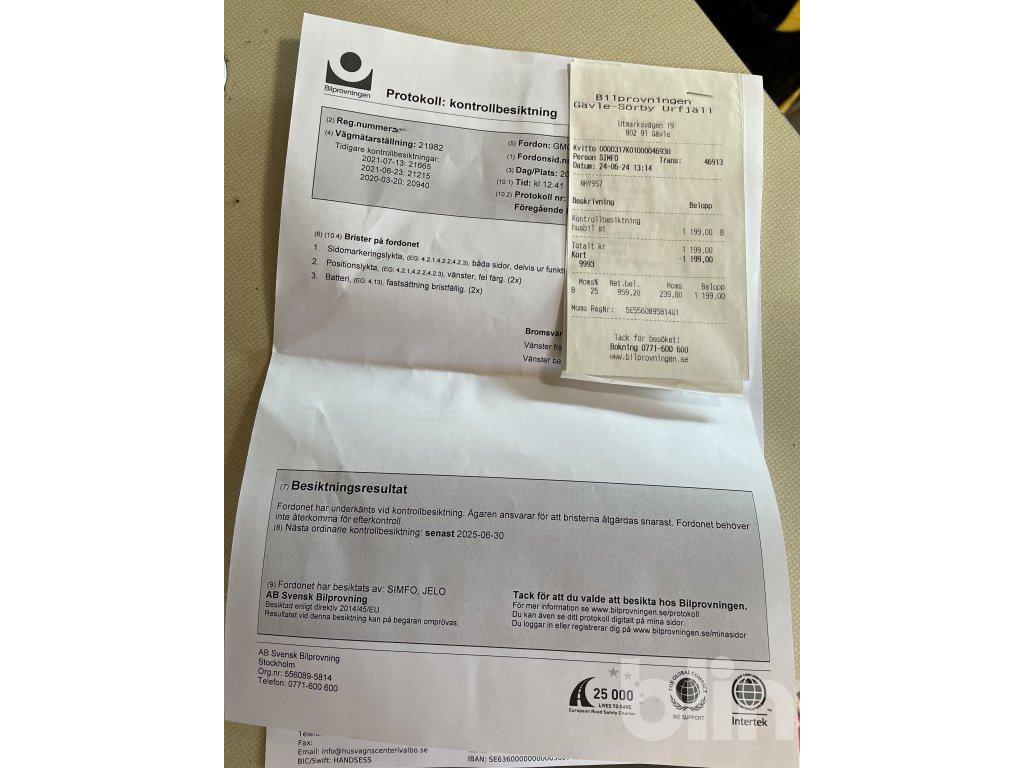 Bilprovningen
Protokoll: kontrollbesiktning
(2) Reg.nummer:
(4) Vägmätarställning: 21982
Tidigare kontrollbesiktningar:
2021-07-13: 21665
2021-06-23: 21215
2020-03-20: 20940
(5) Fordon: GMC
(1) Fordonsid.nr
(3) Dag/Plats: 20
(10.1) Tid: kl 12:41
(10.2) Protokoll nr:
Föregående
(6) (10.4) Brister på fordonet
1. Sidomarkeringslykta, (EG: 4.2.1,4.2.2,4.2.3), båda sidor, delvis ur funkti
2. Positionslykta, (EG: 4.2.1,4.2.2,4.2.3), vänster, fel färg. (2x)
3. Batteri, (EG: 4.13), fastsättning bristfällig. (2x)
Bromsvär
Vänster fra
Vänster ba
Bilprovningen
Gävle-Sörby Urfjäll
Utmarksvägen 19
802 91 Gävle
Kvitto 0000317K01000046930
Person SIMFO Trans: 46913
Datum: 24-06-24 13:14
NHY957
Beskrivning Belopp
Kontrollbesiktning
husbil st 1 199,00 B
Totalt kr 1 199,00
Kort -1 199,00
9993
Moms% Net.bel. Moms Belopp
B 25 959,20 239,80 1 199,00
Moms RegNr: SE556089581401
Tack för besöket!
Bokning 0771-600 600
www.bilprovningen.se
(7) Besiktningsresultat
Fordonet har underkänts vid kontrollbesiktning. Ägaren ansvarar för att bristerna åtgärdas snarast. Fordonet behöver
inte återkomma för efterkontroll.
(8) Nästa ordinarie kontrollbesiktning: senast 2025-06-30
(9) Fordonet har besiktats av: SIMFO, JELO
AB Svensk Bilprovning
Besiktad enligt direktiv 2014/45/EU.
Resultatet vid denna besiktning kan på begäran omprövas.
Tack för att du valde att besikta hos Bilprovningen.
För mer information se www.bilprovningen.se/protokoll
Du kan även se ditt protokoll digitalt på mina sidor.
Du loggar in eller registrerar dig på www.bilprovningen.se/minasidor
AB Svensk Bilprovning
Stockholm
Org.nr: 556089-5814
Telefon: 0771-600 600
25 000
LIVES TO SAVE
European Road Safety Charter
THE GLOBAL COMPACT
WE SUPPORT
Intertek
blin
Fax:
Email: info@husvagnscenterivalbo.se
BIC/Swift: HANDSESS